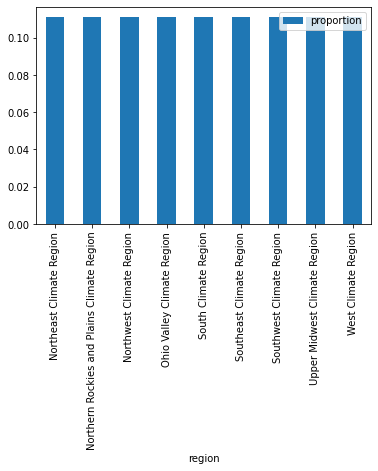 proportion
0.10
0.08
0.06
0.04
0.02
0.00
Northeast Climate Region
Northern Rockies and Plains Climate Region
Northwest Climate Region
Ohio Valley Climate Region
South Climate Region
Southeast Climate Region
Southwest Climate Region
Upper Midwest Climate Region
West Climate Region
region